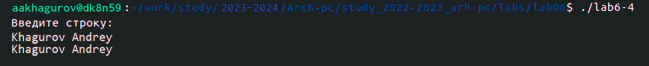 aakhagurov@dk8n59:~/work/study/2023-2024/Arch-pc/study_2022-2023_arh-pc/labs/lab06$ ./lab6-4
Введите строку:
Khagurov Andrey
Khagurov Andrey